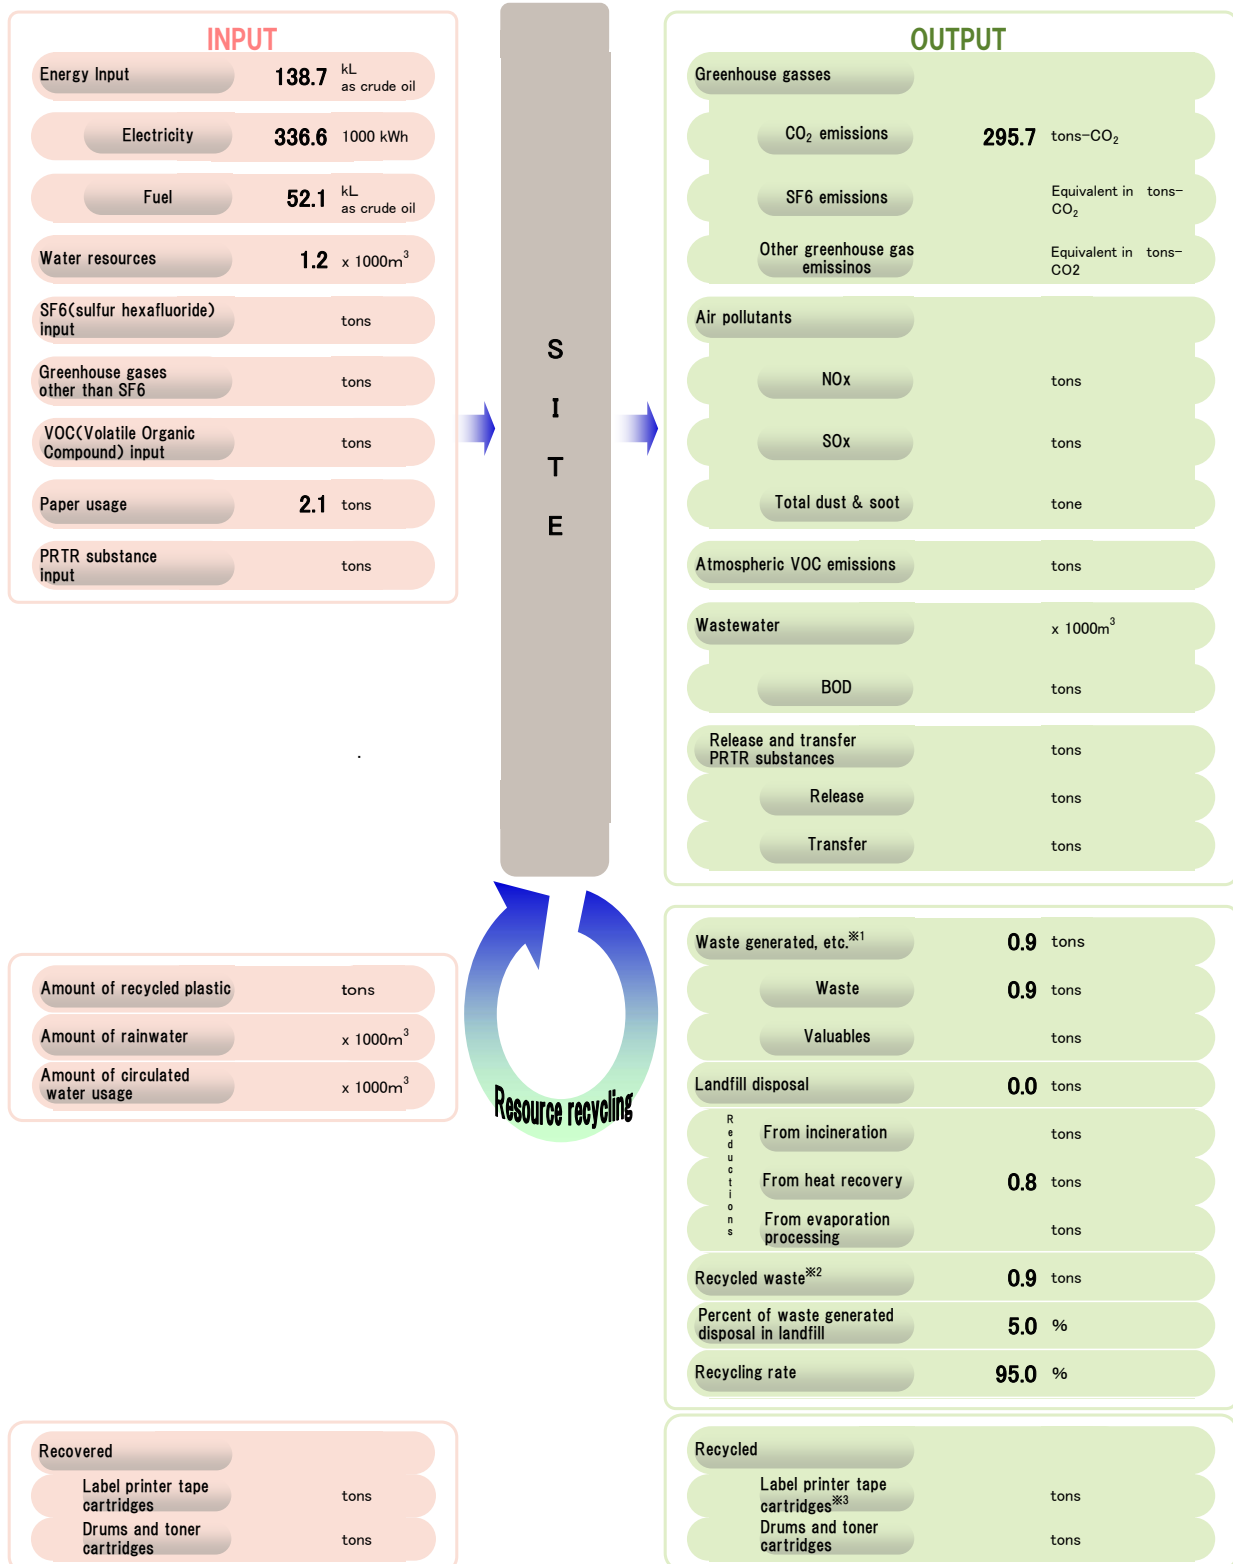 INPUT
Energy Input 138.7 kL as crude oil
Electricity 336.6 1000 kWh
Fuel 52.1 kL as crude oil
Water resources 1.2 x 1000m³
SF6(sulfur hexafluoride) input tons
Greenhouse gases other than SF6 tons
VOC(Volatile Organic Compound) input tons
Paper usage 2.1 tons
PRTR substance input tons
SITE
OUTPUT
Greenhouse gasses
CO₂ emissions 295.7 tons-CO₂
SF6 emissions Equivalent in tons-CO₂
Other greenhouse gas emissinos Equivalent in tons-CO2
Air pollutants
NOx tons
SOx tons
Total dust & soot tone
Atmospheric VOC emissions tons
Wastewater x 1000m³
BOD tons
Release and transfer PRTR substances tons
Release tons
Transfer tons
Amount of recycled plastic tons
Amount of rainwater x 1000m³
Amount of circulated water usage x 1000m³
Resource recycling
Waste generated, etc.※1 0.9 tons
Waste 0.9 tons
Valuables tons
Landfill disposal 0.0 tons
Reductions
From incineration tons
From heat recovery 0.8 tons
From evaporation processing tons
Recycled waste※2 0.9 tons
Percent of waste generated disposal in landfill 5.0 %
Recycling rate 95.0 %
Recovered
Label printer tape cartridges tons
Drums and toner cartridges tons
Recycled
Label printer tape cartridges※3 tons
Drums and toner cartridges tons